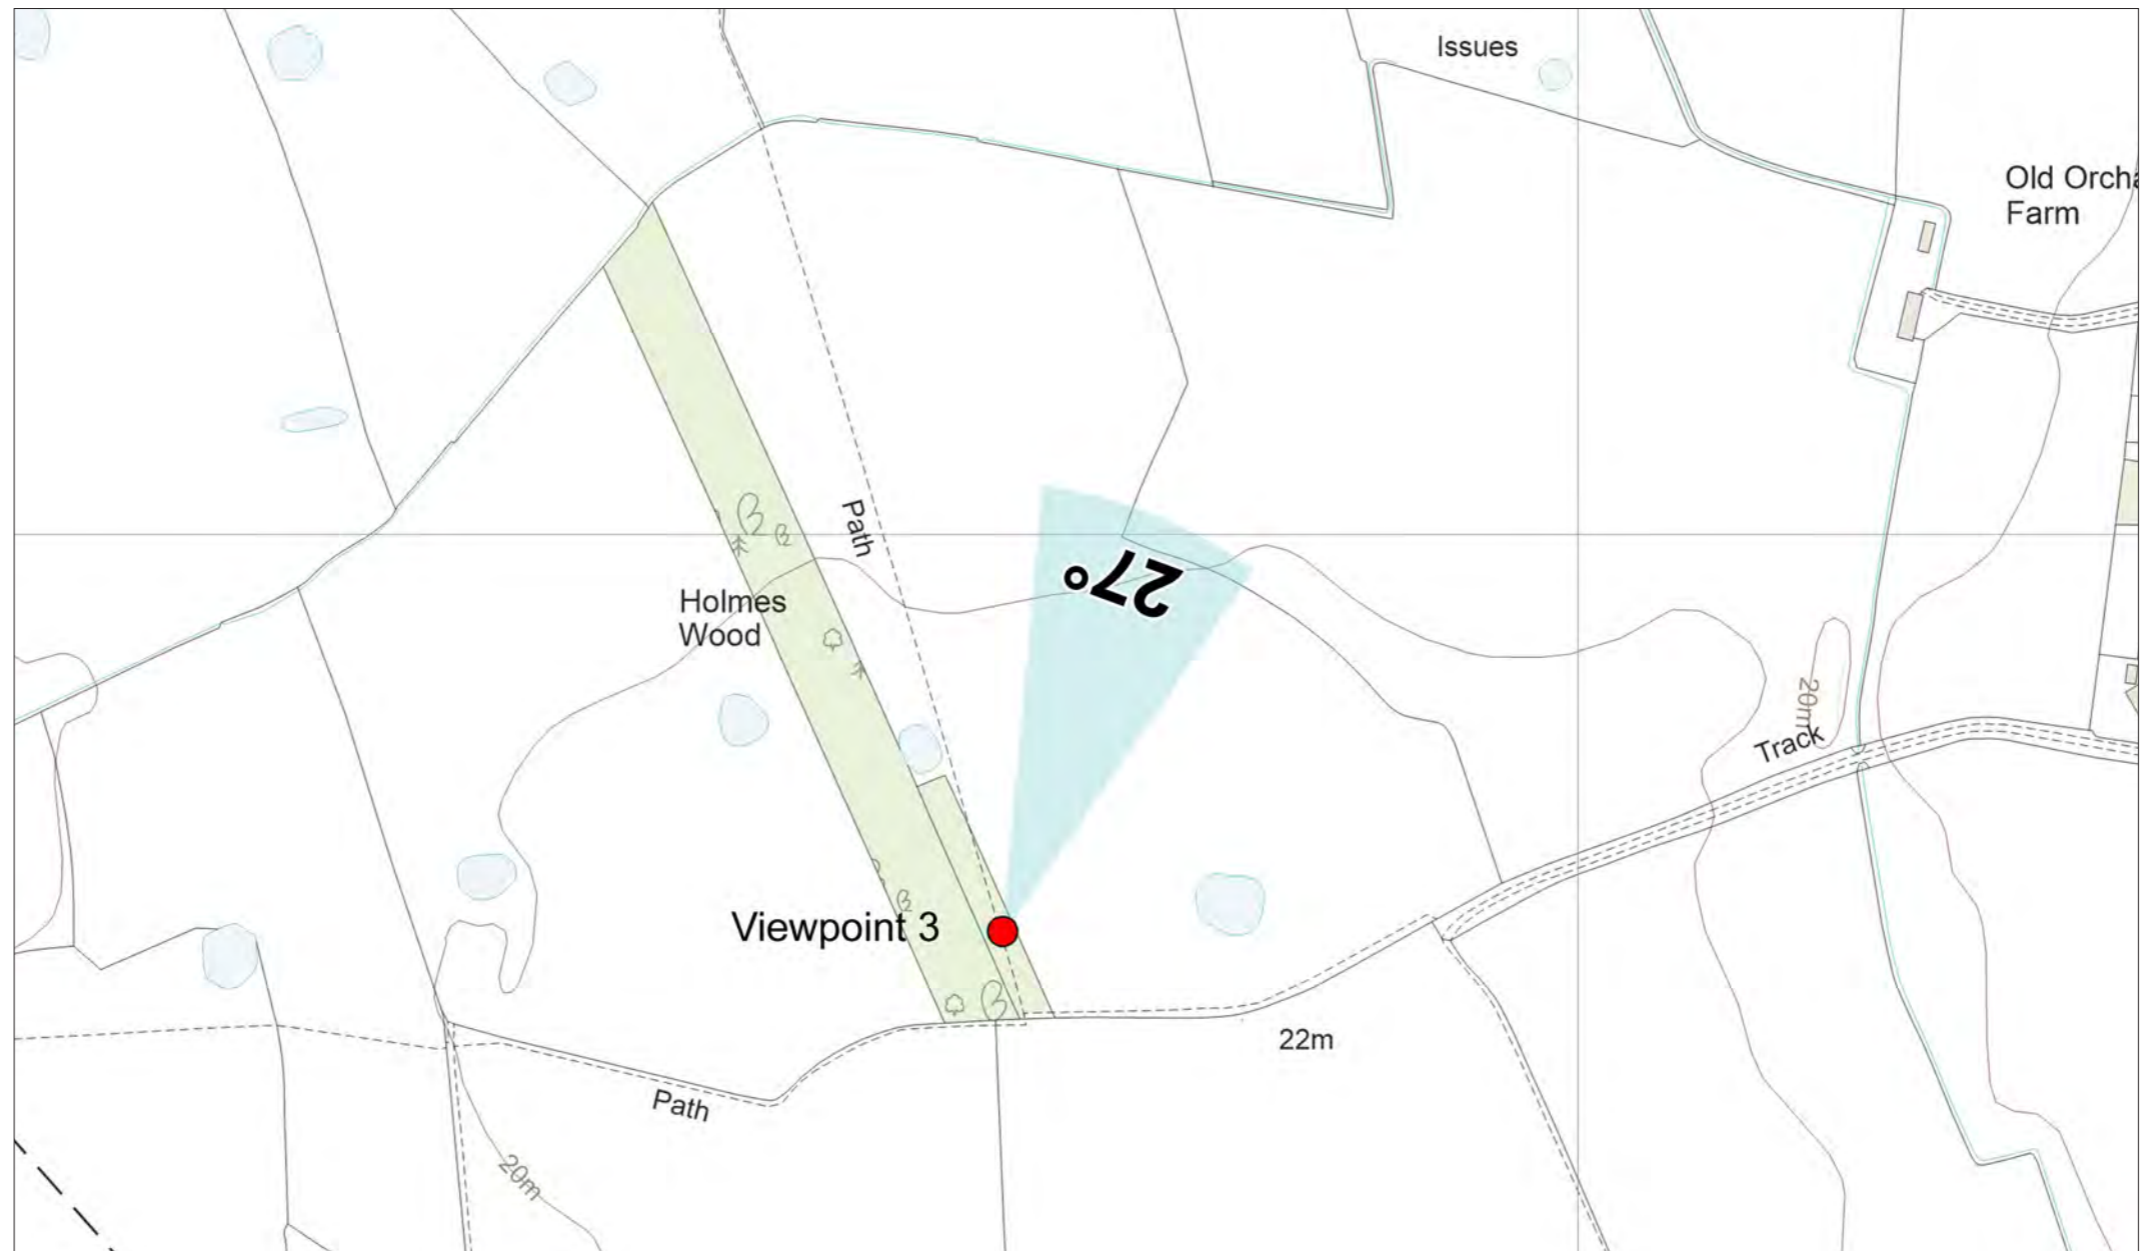 Issues
Old Orcha
Farm
Path
27°
Holmes
Wood
20m
Track
Viewpoint 3
22m
Path
20m